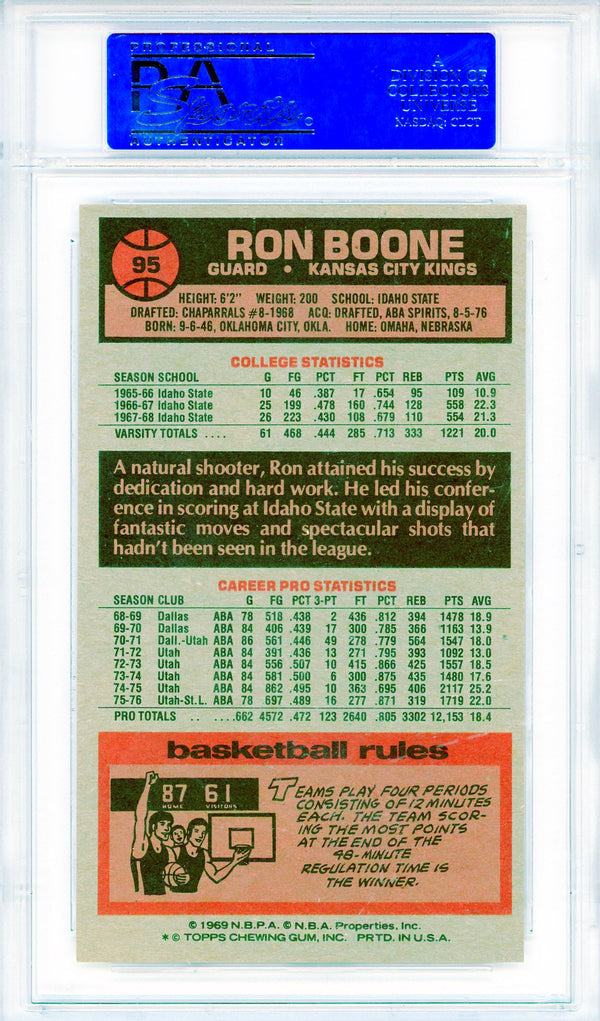 PROFESSIONAL
PSA
Sports
AUTHENTICATOR
A
DIVISION OF
COLLECTORS
UNIVERSE
NASDAQ: CLCT
95
RON BOONE
GUARD • KANSAS CITY KINGS
HEIGHT: 6'2" WEIGHT: 200 SCHOOL: IDAHO STATE
DRAFTED: CHAPARRALS #8-1968 ACQ: DRAFTED, ABA SPIRITS, 8-5-76
BORN: 9-6-46, OKLAHOMA CITY, OKLA. HOME: OMAHA, NEBRASKA
COLLEGE STATISTICS
SEASON SCHOOL G FG PCT FT PCT REB PTS AVG
1965-66 Idaho State 10 46 .387 17 .654 95 109 10.9
1966-67 Idaho State 25 199 .478 160 .744 128 558 22.3
1967-68 Idaho State 26 223 .430 108 .679 110 554 21.3
VARSITY TOTALS .... 61 468 .444 285 .713 333 1221 20.0
A natural shooter, Ron attained his success by
dedication and hard work. He led his confer-
ence in scoring at Idaho State with a display of
fantastic moves and spectacular shots that
hadn't been seen in the league.
CAREER PRO STATISTICS
SEASON CLUB G FG PCT 3-PT FT PCT REB PTS AVG
68-69 Dallas ABA 78 518 .438 2 436 .812 394 1478 18.9
69-70 Dallas ABA 84 406 .439 17 300 .785 366 1163 13.9
70-71 Dall.-Utah ABA 86 561 .446 49 278 .779 564 1547 18.0
71-72 Utah ABA 84 391 .436 13 271 .795 393 1092 13.0
72-73 Utah ABA 84 556 .507 10 415 .866 425 1557 18.5
73-74 Utah ABA 84 581 .500 6 300 .875 435 1480 17.6
74-75 Utah ABA 84 862 .495 10 363 .695 406 2117 25.2
75-76 Utah-St.L. ABA 78 697 .489 16 277 .871 319 1719 22.0
PRO TOTALS .. .... 662 4572 .472 123 2640 .805 3302 12,153 18.4
basketball rules
87 61
HOME VISITORS
TEAMS PLAY FOUR PERIODS
CONSISTING OF 12 MINUTES
EACH. THE TEAM SCOR-
ING THE MOST POINTS
AT THE END OF THE
48-MINUTE
REGULATION TIME IS
THE WINNER.
© 1969 N.B.P.A. © N.B.A. Properties, Inc.
* © TOPPS CHEWING GUM, INC. PRTD. IN U.S.A.